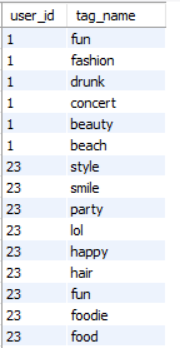 user_id tag_name
1 fun
1 fashion
1 drunk
1 concert
1 beauty
1 beach
23 style
23 smile
23 party
23 lol
23 happy
23 hair
23 fun
23 foodie
23 food